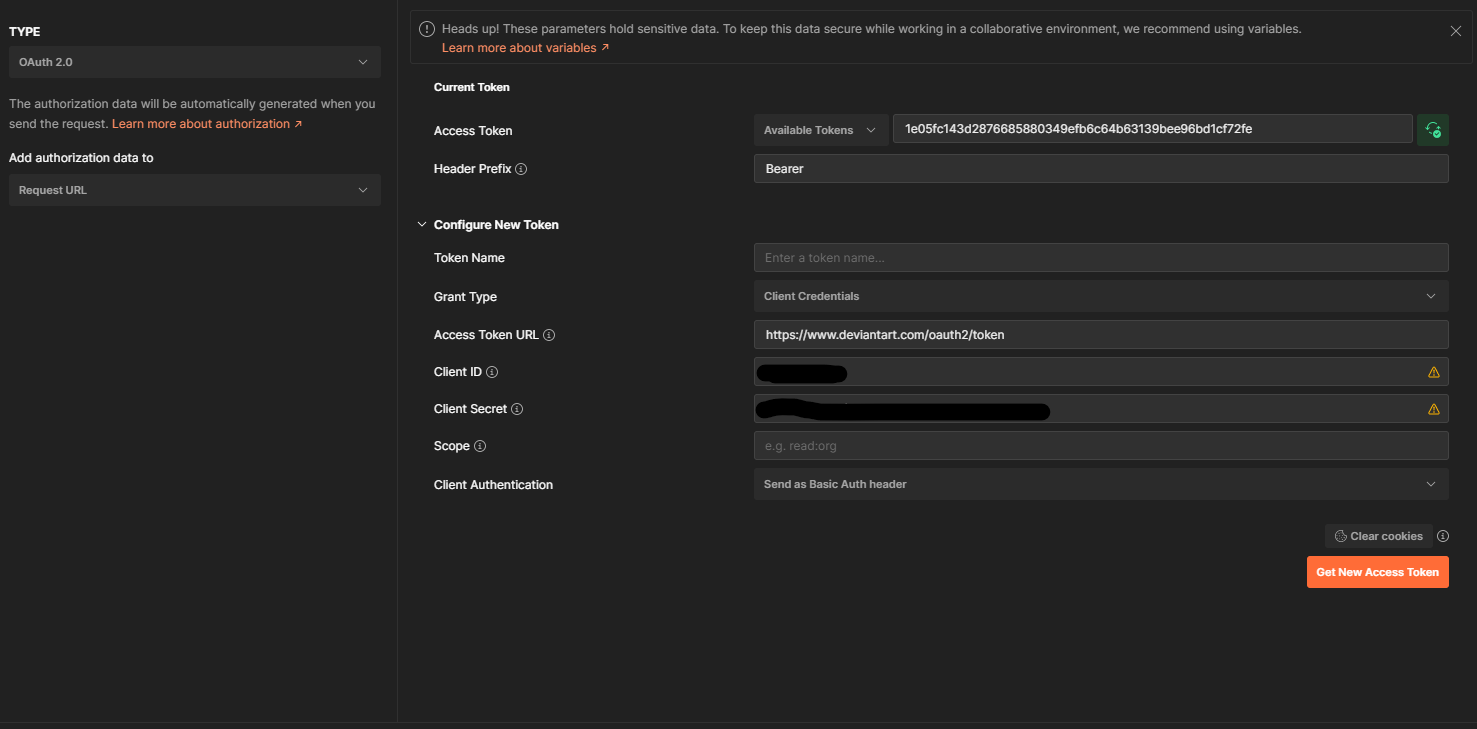 TYPE
OAuth 2.0
The authorization data will be automatically generated when you
send the request. Learn more about authorization ↗
Add authorization data to
Request URL
Heads up! These parameters hold sensitive data. To keep this data secure while working in a collaborative environment, we recommend using variables.
Learn more about variables ↗
Current Token
Access Token
Available Tokens
1e05fc143d2876685880349efb6c64b63139bee96bd1cf72fe
Header Prefix
Bearer
Configure New Token
Token Name
Enter a token name...
Grant Type
Client Credentials
Access Token URL
https://www.deviantart.com/oauth2/token
Client ID
Client Secret
Scope
e.g. read:org
Client Authentication
Send as Basic Auth header
Clear cookies
Get New Access Token